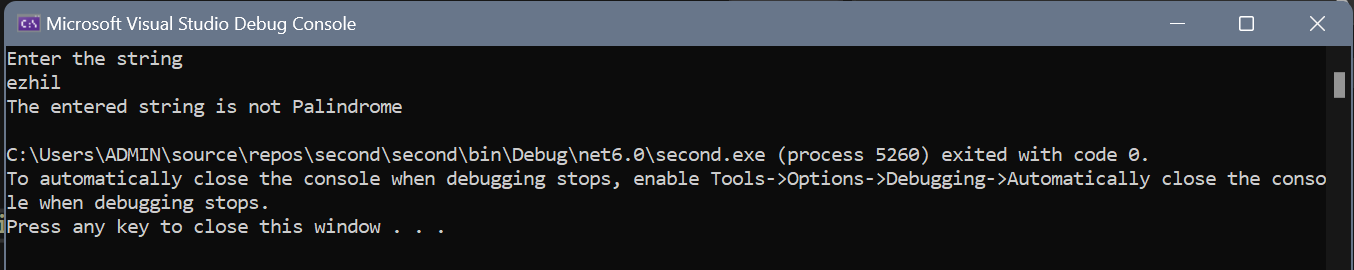 Microsoft Visual Studio Debug Console
Enter the string
ezhil
The entered string is not Palindrome
C:\Users\ADMIN\source\repos\second\second\bin\Debug\net6.0\second.exe (process 5260) exited with code 0.
To automatically close the console when debugging stops, enable Tools->Options->Debugging->Automatically close the conso
le when debugging stops.
Press any key to close this window . . .